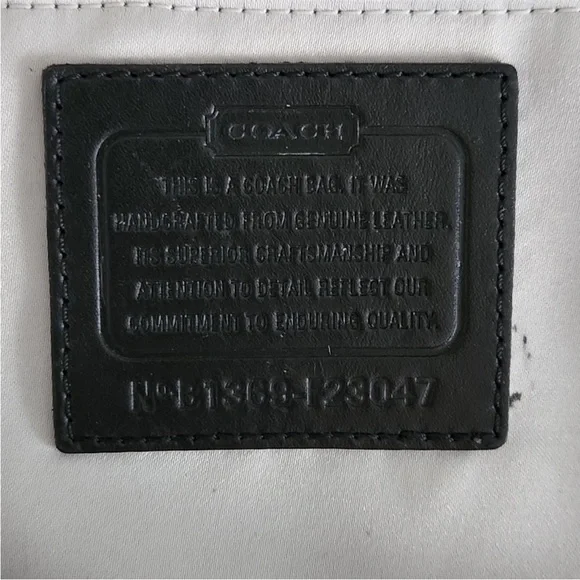 COACH
THIS IS A COACH BAG. IT WAS
HANDCRAFTED FROM GENUINE LEATHER.
ITS SUPERIOR CRAFTSMANSHIP AND
ATTENTION TO DETAIL REFLECT OUR
COMMITMENT TO ENDURING QUALITY.
Nº B1369-F23047